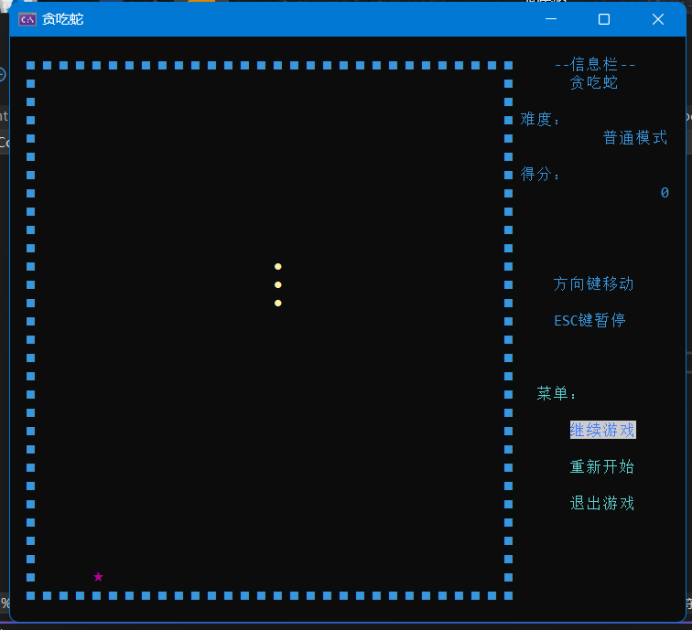 贪吃蛇
--信息栏--
贪吃蛇
难度：
普通模式
得分：
0
方向键移动
ESC键暂停
菜单：
继续游戏
重新开始
退出游戏